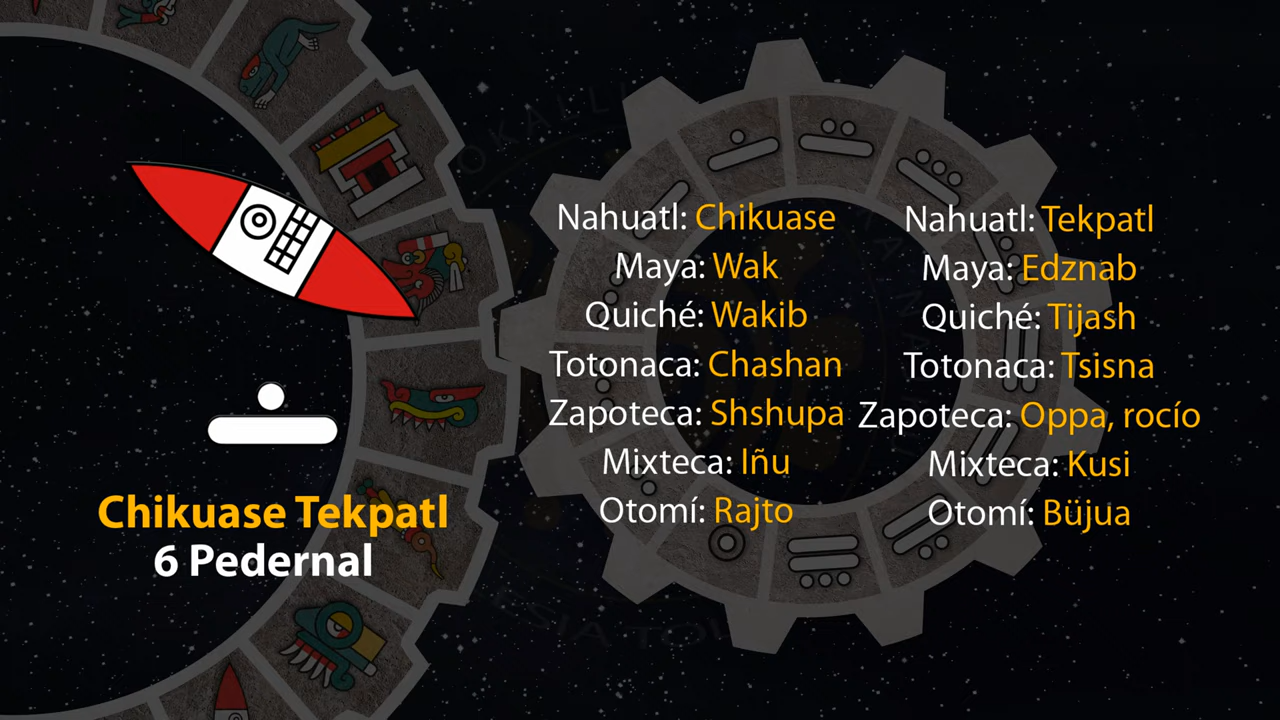 Chikuase Tekpatl
6 Pedernal
Nahuatl: Chikuase
Maya: Wak
Quiché: Wakib
Totonaca: Chashan
Zapoteca: Shshupa
Mixteca: Iñu
Otomí: Rajto
Nahuatl: Tekpatl
Maya: Edznab
Quiché: Tijash
Totonaca: Tsisna
Zapoteca: Oppa, rocío
Mixteca: Kusi
Otomí: Büjua